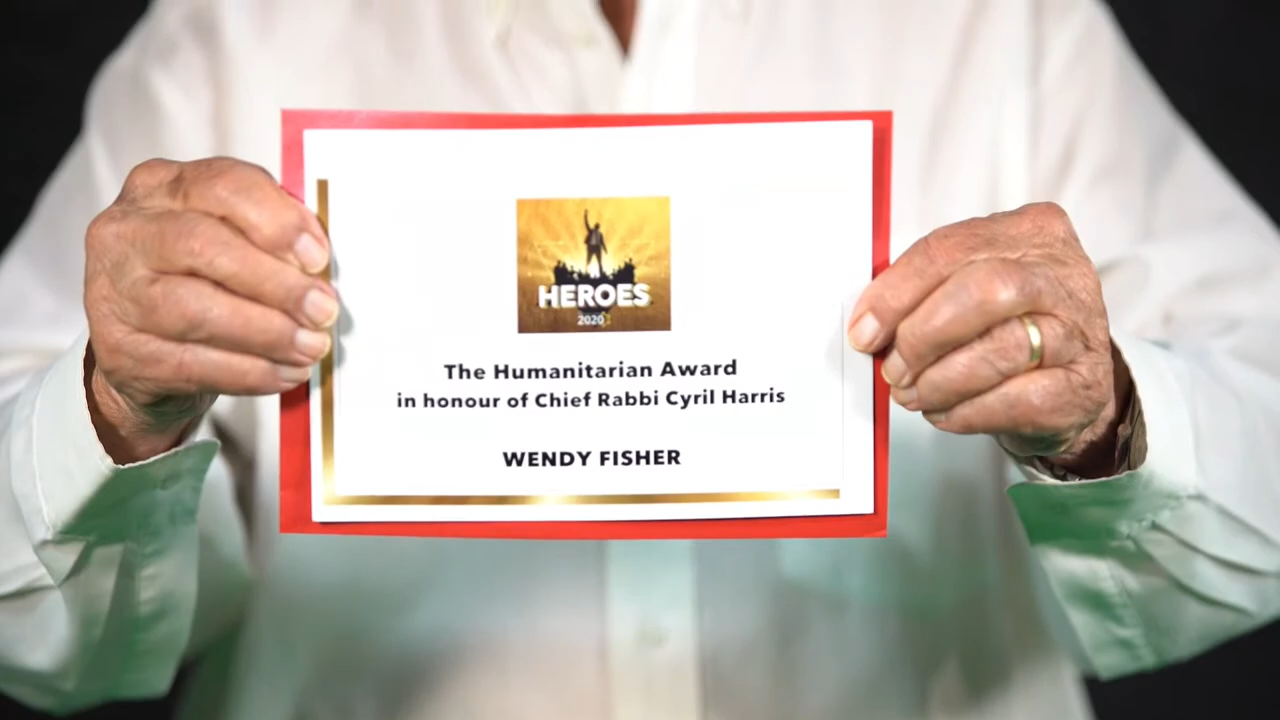 HEROES
2020
The Humanitarian Award
in honour of Chief Rabbi Cyril Harris
WENDY FISHER